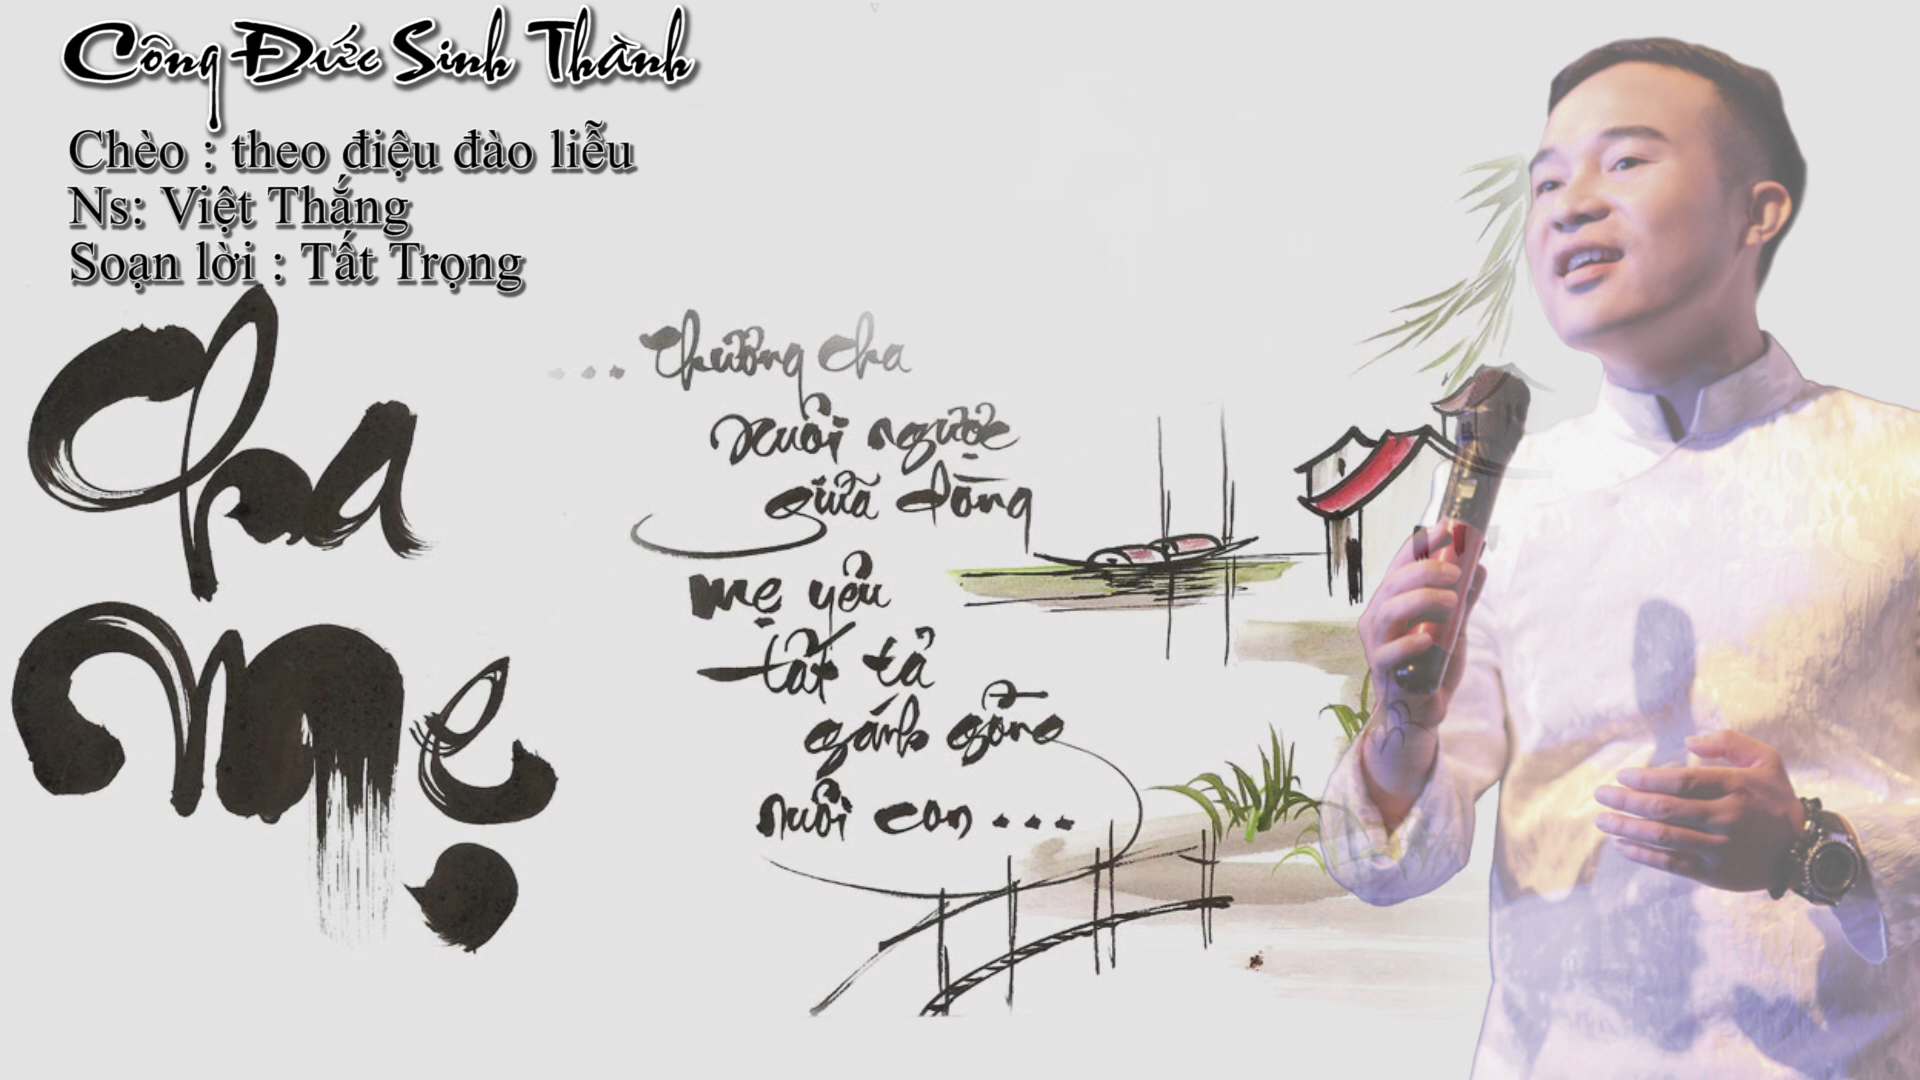 Công Đức Sinh Thành
Chèo : theo điệu đào liễu
Ns: Việt Thắng
Soạn lời : Tất Trọng
Cha
Mẹ
... Thương cha
xuôi ngược
giữa dòng
mẹ yêu
tất tả
gánh gồng
nuôi con ...